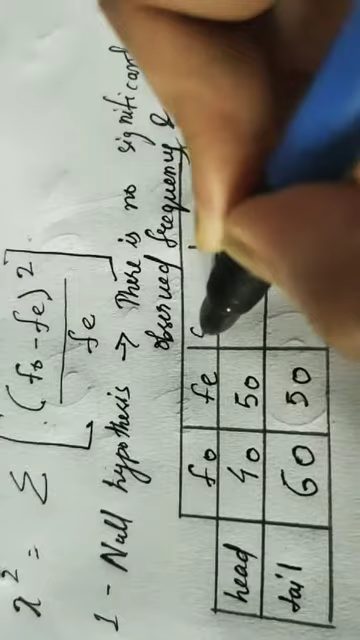 x² = Σ [ (fo - fe)² / fe ]
1 - Null hypothesis → There is no significant
observed frequency &
fo fe
head 40 50
tail 60 50